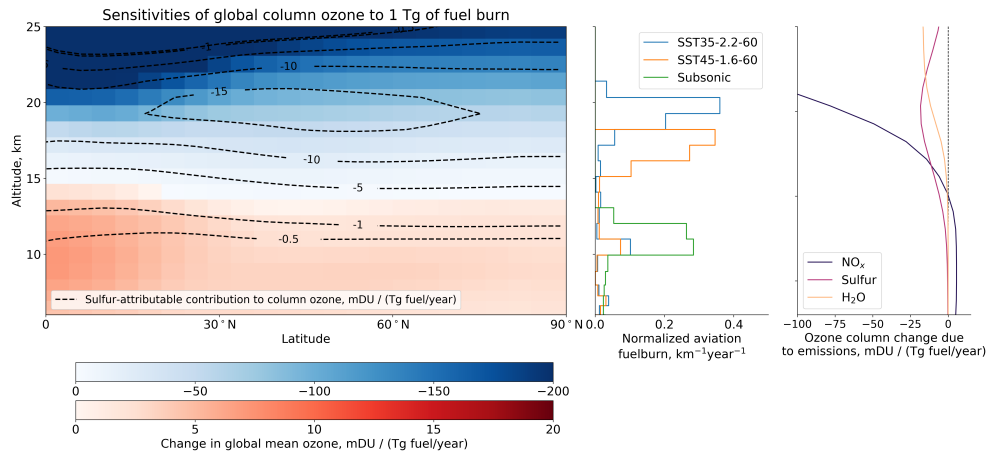 Sensitivities of global column ozone to 1 Tg of fuel burn
Altitude, km
25
20
15
10
-1
-10
-15
-10
-5
-1
-0.5
Sulfur-attributable contribution to column ozone, mDU / (Tg fuel/year)
0
30°N
60°N
90°N
Latitude
SST35-2.2-60
SST45-1.6-60
Subsonic
0.0
0.2
0.4
Normalized aviation
fuelburn, km⁻¹year⁻¹
NOₓ
Sulfur
H₂O
−100
−75
−50
−25
0
Ozone column change due
to emissions, mDU / (Tg fuel/year)
0
−50
−100
−150
−200
0
5
10
15
20
Change in global mean ozone, mDU / (Tg fuel/year)